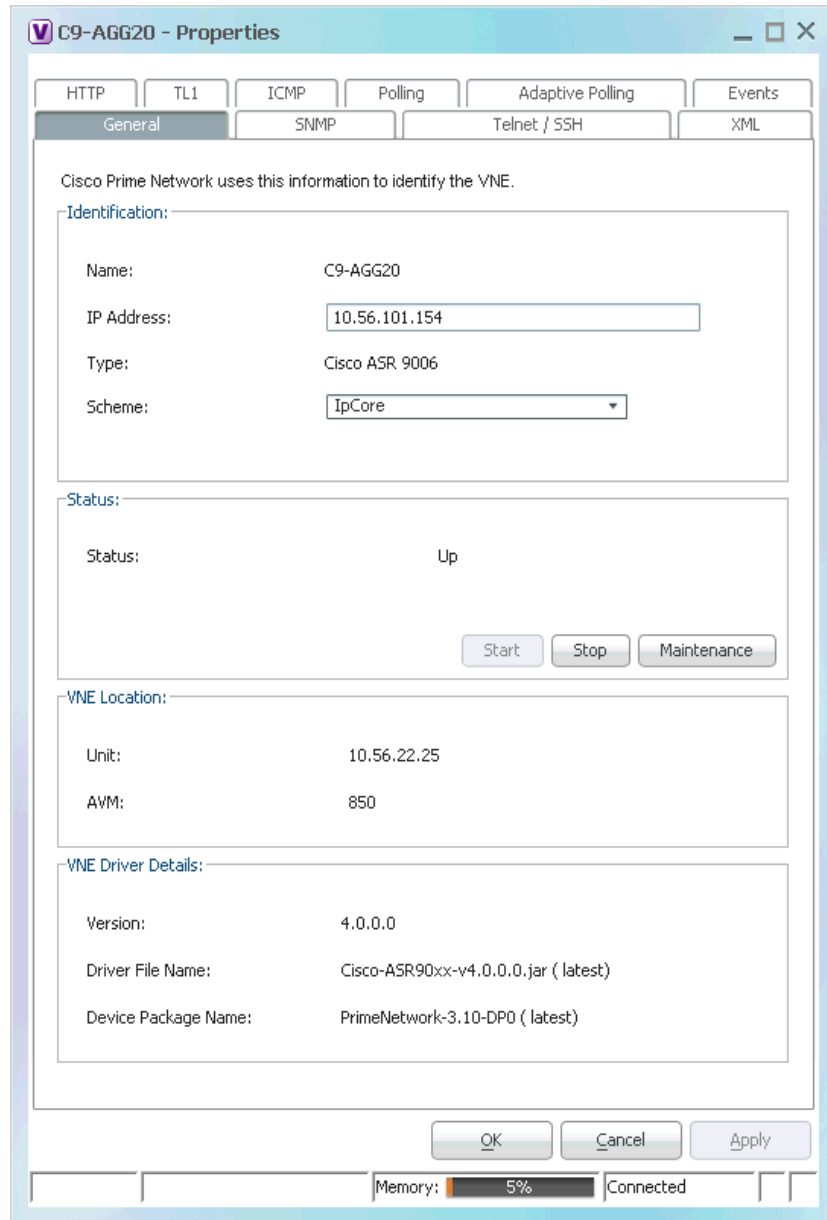 V C9-AGG20 - Properties
HTTP TL1 ICMP Polling Adaptive Polling Events
General SNMP Telnet / SSH XML
Cisco Prime Network uses this information to identify the VNE.
Identification:
Name: C9-AGG20
IP Address: 10.56.101.154
Type: Cisco ASR 9006
Scheme: IpCore
Status:
Status: Up
Start Stop Maintenance
VNE Location:
Unit: 10.56.22.25
AVM: 850
VNE Driver Details:
Version: 4.0.0.0
Driver File Name: Cisco-ASR90xx-v4.0.0.0.jar ( latest)
Device Package Name: PrimeNetwork-3.10-DP0 ( latest)
OK Cancel Apply
Memory: 5% Connected